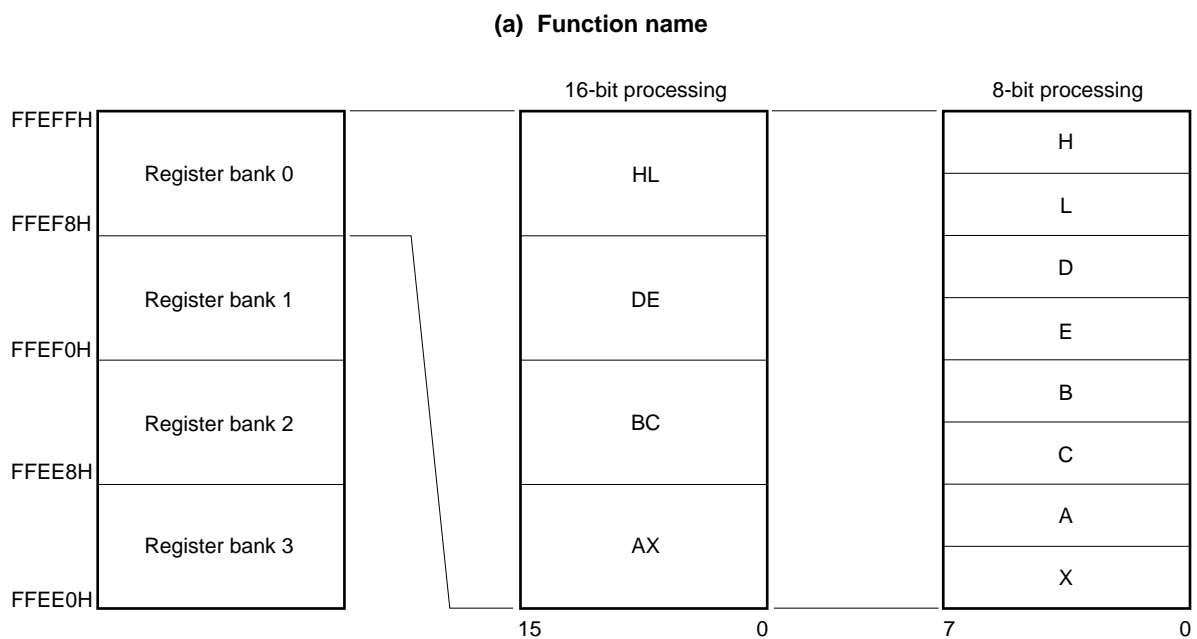 (a) Function name
16-bit processing
8-bit processing
FFEFFH
Register bank 0
HL
H
L
FFEF8H
Register bank 1
DE
D
E
FFEF0H
Register bank 2
BC
B
C
FFEE8H
Register bank 3
AX
A
X
FFEE0H
15 0
7 0